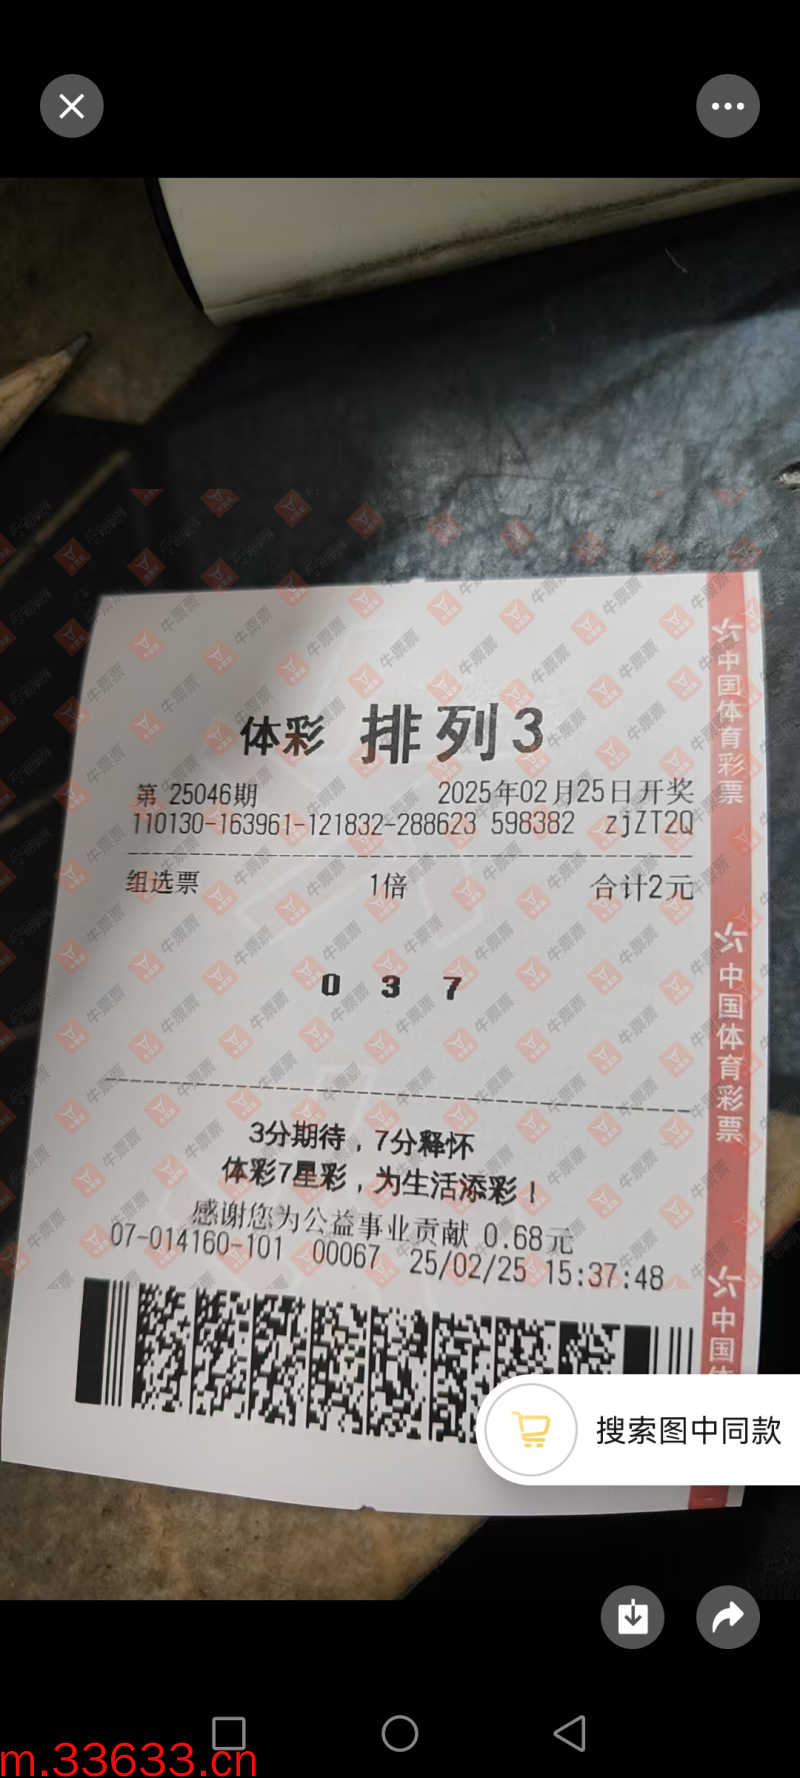 体彩 排列3
第 25046期 2025年02月25日开奖
110130-163961-121832-288623 598382 zjZT2Q
组选票 1倍 合计2元
0 3 7
3分期待，7分释怀
体彩7星彩，为生活添彩！
感谢您为公益事业贡献 0.68元
07-014160-101 00067 25/02/25 15:37:48
中国体育彩票
中国体育彩票
中国
牛票票
搜索图中同款
m.33633.cn